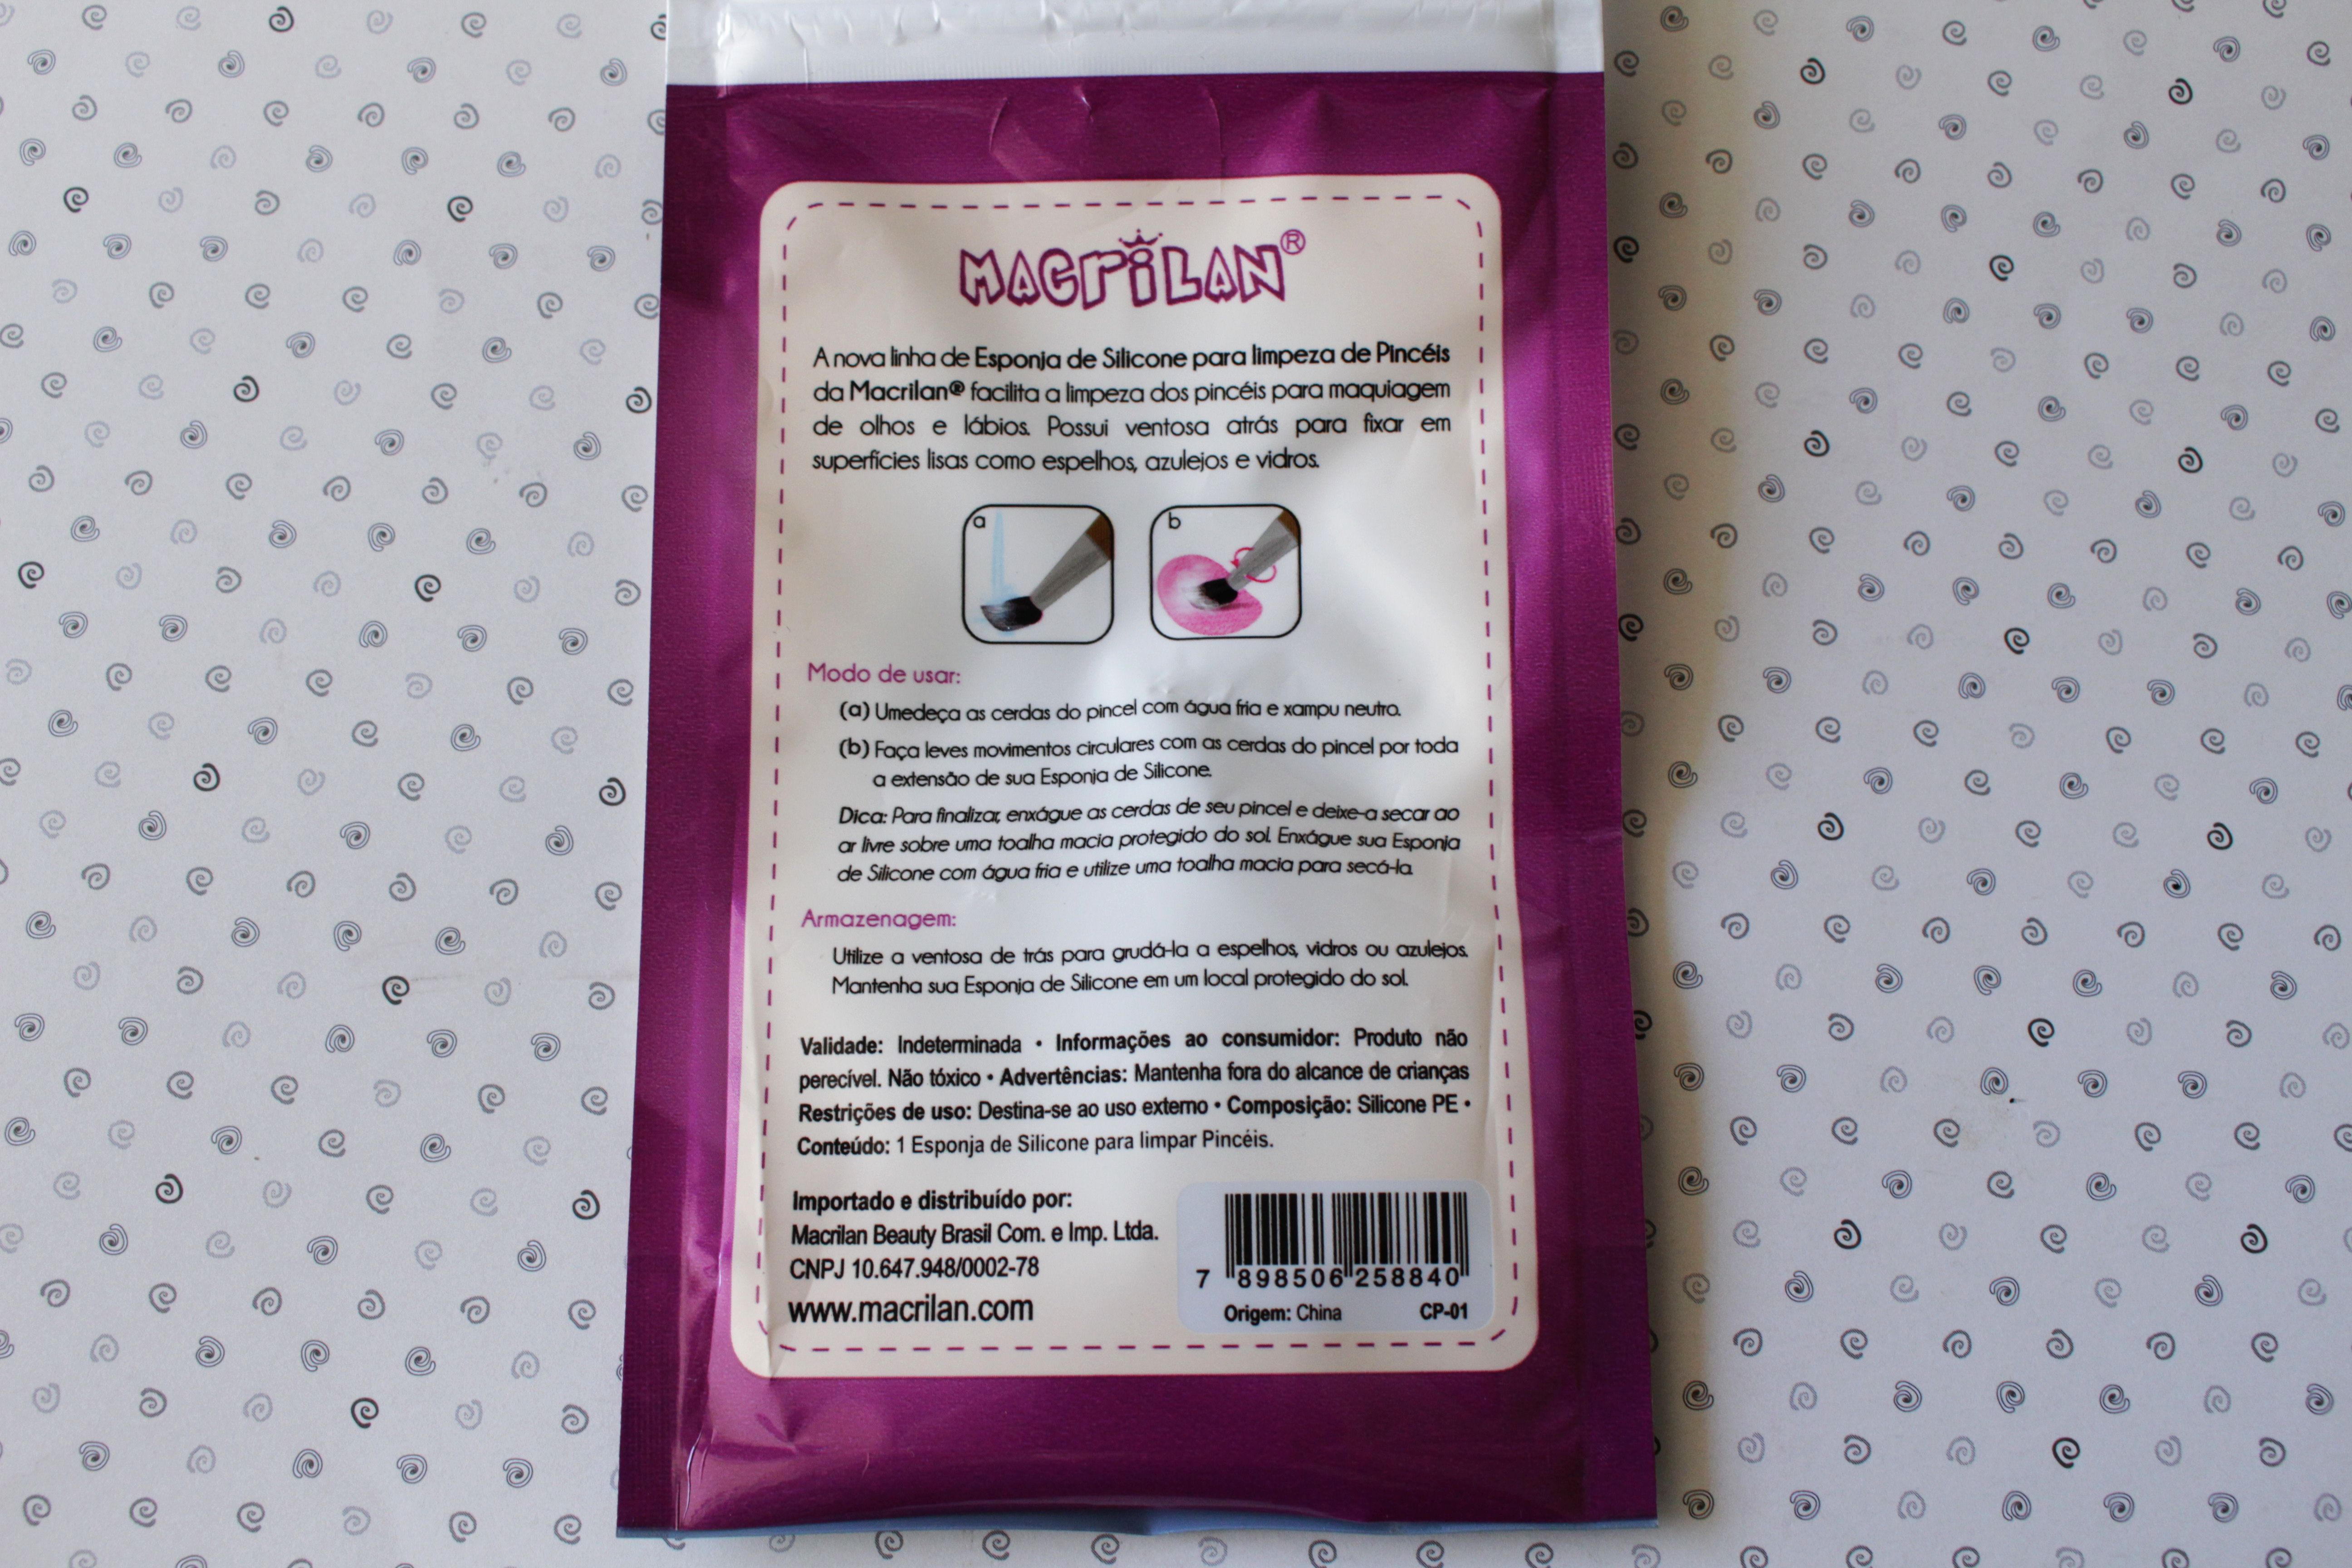 MACRILAN®
A nova linha de Esponja de Silicone para limpeza de Pincéis
da Macrilan® facilita a limpeza dos pincéis para maquiagem
de olhos e lábios. Possui ventosa atrás para fixar em
superfícies lisas como espelhos, azulejos e vidros.
a b
Modo de usar:
(a) Umedeça as cerdas do pincel com água fria e xampu neutro.
(b) Faça leves movimentos circulares com as cerdas do pincel por toda
a extensão de sua Esponja de Silicone.
Dica: Para finalizar, enxágue as cerdas de seu pincel e deixe-a secar ao
ar livre sobre uma toalha macia protegido do sol. Enxágue sua Esponja
de Silicone com água fria e utilize uma toalha macia para secá-la.
Armazenagem:
Utilize a ventosa de trás para grudá-la a espelhos, vidros ou azulejos.
Mantenha sua Esponja de Silicone em um local protegido do sol.
Validade: Indeterminada • Informações ao consumidor: Produto não
perecível. Não tóxico • Advertências: Mantenha fora do alcance de crianças
Restrições de uso: Destina-se ao uso externo • Composição: Silicone PE •
Conteúdo: 1 Esponja de Silicone para limpar Pincéis.
Importado e distribuído por:
Macrilan Beauty Brasil Com. e Imp. Ltda.
CNPJ 10.647.948/0002-78
www.macrilan.com
7 898506 258840
Origem: China CP-01